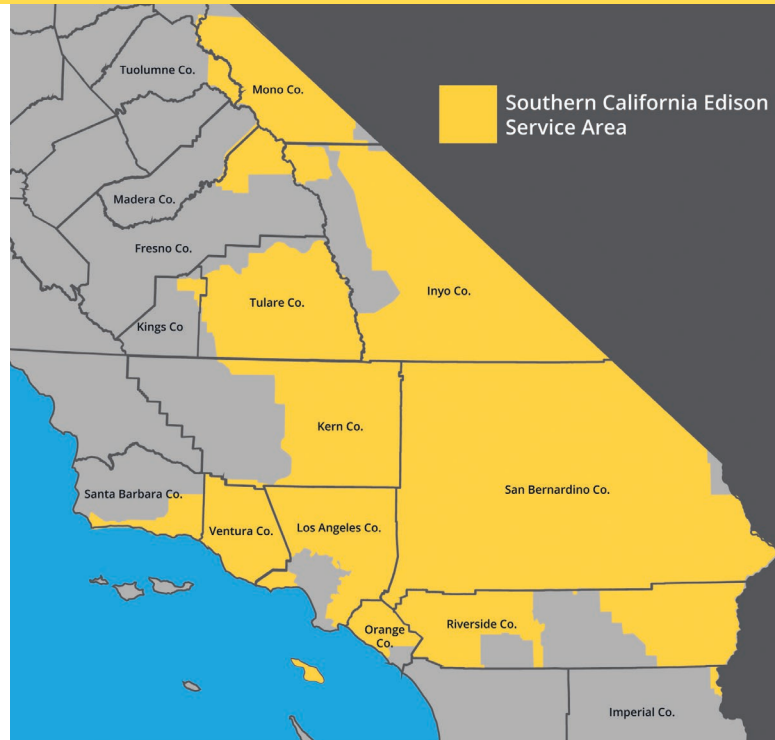 Tuolumne Co.
Mono Co.
Southern California Edison
Service Area
Madera Co.
Fresno Co.
Inyo Co.
Tulare Co.
Kings Co
Kern Co.
San Bernardino Co.
Santa Barbara Co.
Ventura Co.
Los Angeles Co.
Orange
Co.
Riverside Co.
Imperial Co.